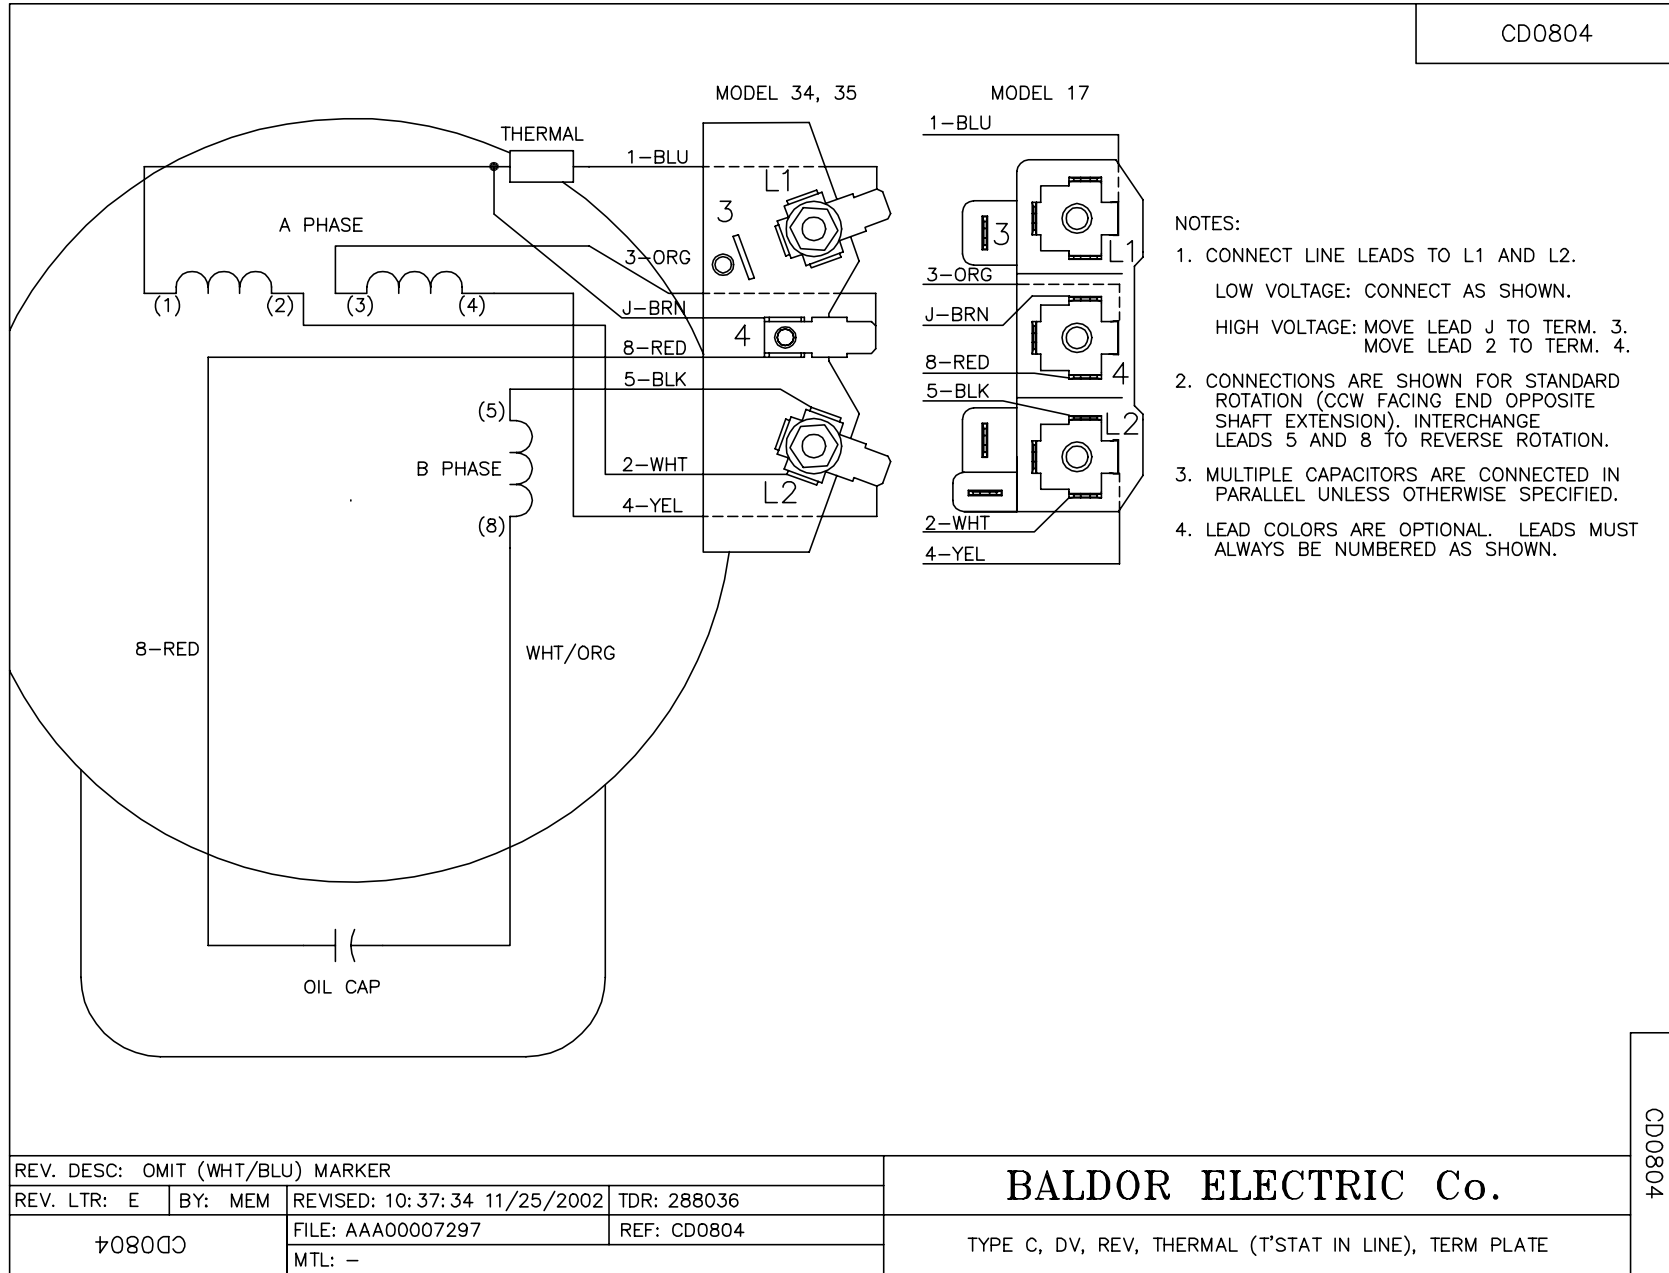 CD0804
MODEL 34, 35
MODEL 17
THERMAL
1-BLU
1-BLU
L1
3
A PHASE
3-ORG
(1)
(2)
(3)
(4)
J-BRN
4
8-RED
5-BLK
(5)
B PHASE
2-WHT
L2
4-YEL
(8)
3
L1
3-ORG
J-BRN
8-RED
4
5-BLK
L2
2-WHT
4-YEL
NOTES:
1. CONNECT LINE LEADS TO L1 AND L2.
LOW VOLTAGE: CONNECT AS SHOWN.
HIGH VOLTAGE: MOVE LEAD J TO TERM. 3.
MOVE LEAD 2 TO TERM. 4.
2. CONNECTIONS ARE SHOWN FOR STANDARD
ROTATION (CCW FACING END OPPOSITE
SHAFT EXTENSION). INTERCHANGE
LEADS 5 AND 8 TO REVERSE ROTATION.
3. MULTIPLE CAPACITORS ARE CONNECTED IN
PARALLEL UNLESS OTHERWISE SPECIFIED.
4. LEAD COLORS ARE OPTIONAL. LEADS MUST
ALWAYS BE NUMBERED AS SHOWN.
8-RED
WHT/ORG
OIL CAP
CD0804
REV. DESC: OMIT (WHT/BLU) MARKER
REV. LTR: E
BY: MEM
REVISED: 10:37:34 11/25/2002
TDR: 288036
CD0804
FILE: AAA00007297
REF: CD0804
MTL: -
BALDOR ELECTRIC Co.
TYPE C, DV, REV, THERMAL (T'STAT IN LINE), TERM PLATE